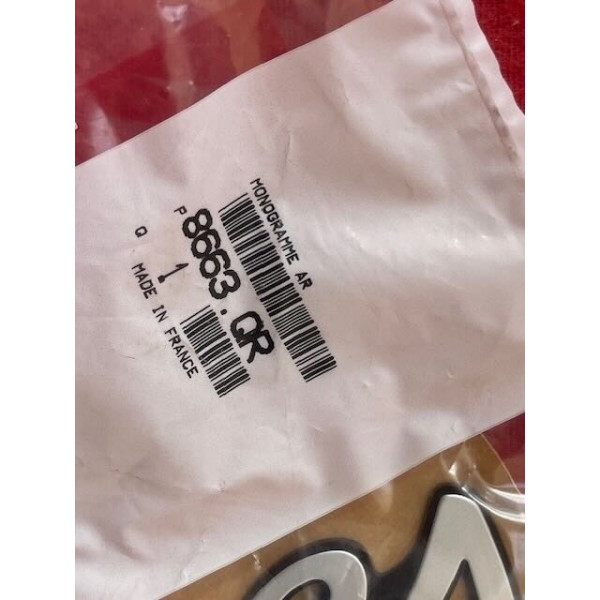 MONOGRAMME AR
P 8663.QR
Q 1
MADE IN FRANCE